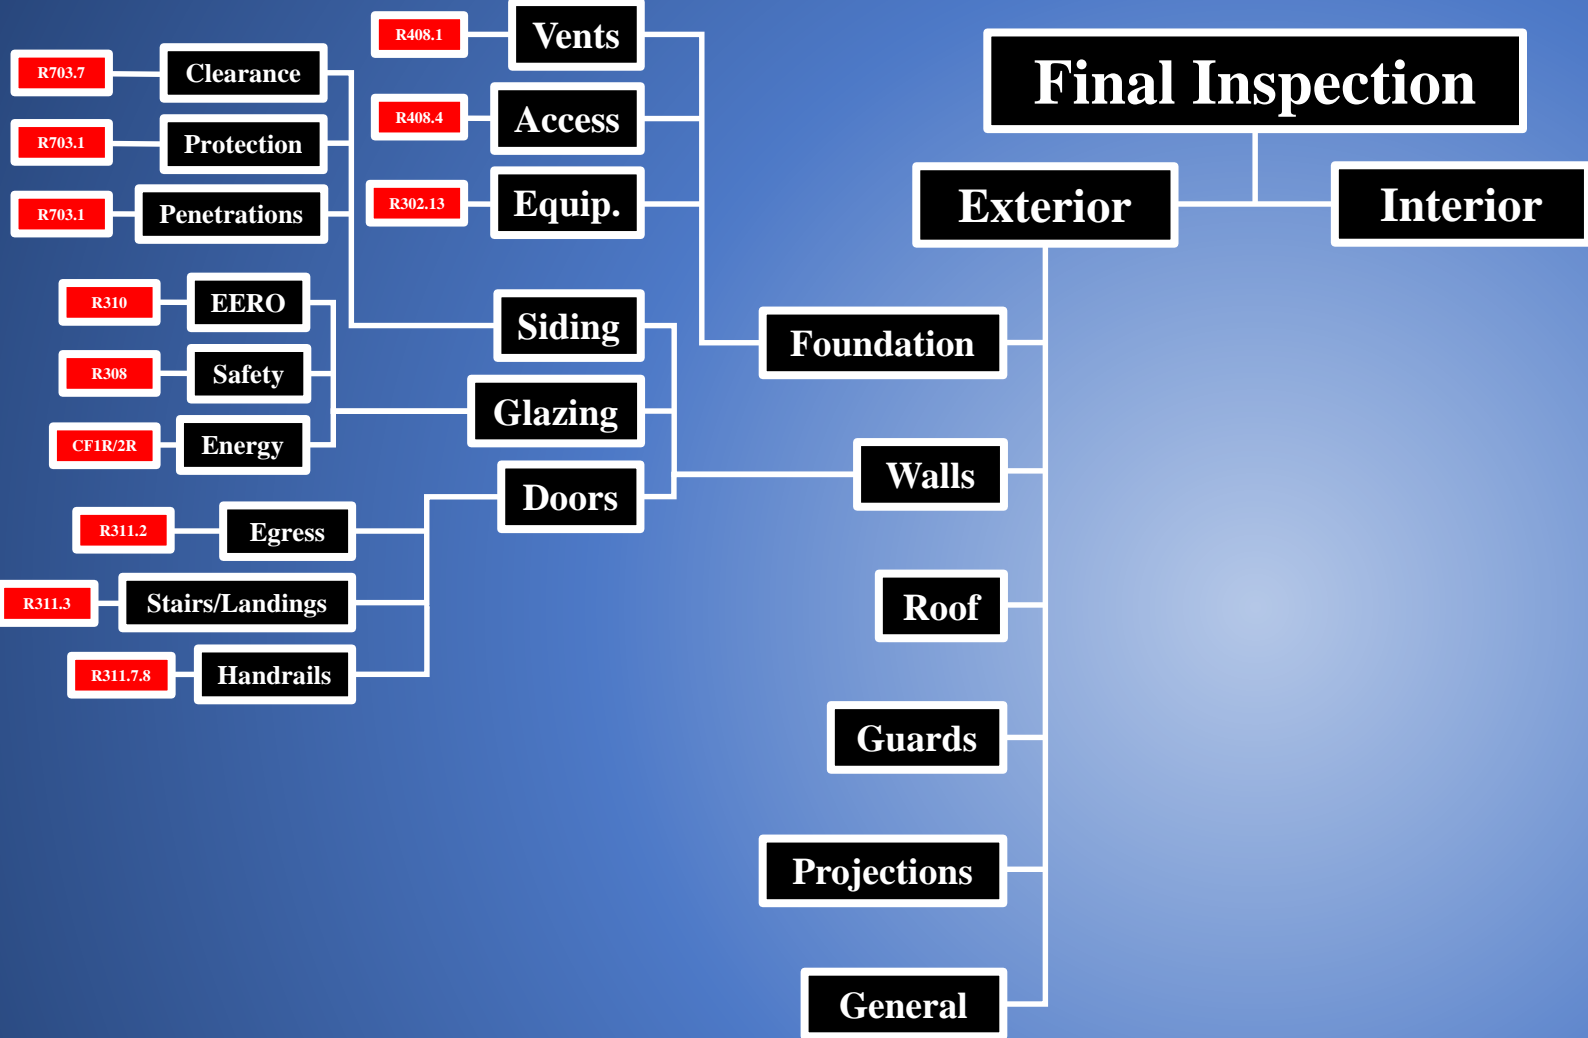 Final Inspection
Exterior
Interior
Foundation
Vents
R408.1
Access
R408.4
Equip.
R302.13
Walls
Siding
Clearance
R703.7
Protection
R703.1
Penetrations
R703.1
Glazing
EERO
R310
Safety
R308
Energy
CF1R/2R
Doors
Egress
R311.2
Stairs/Landings
R311.3
Handrails
R311.7.8
Roof
Guards
Projections
General